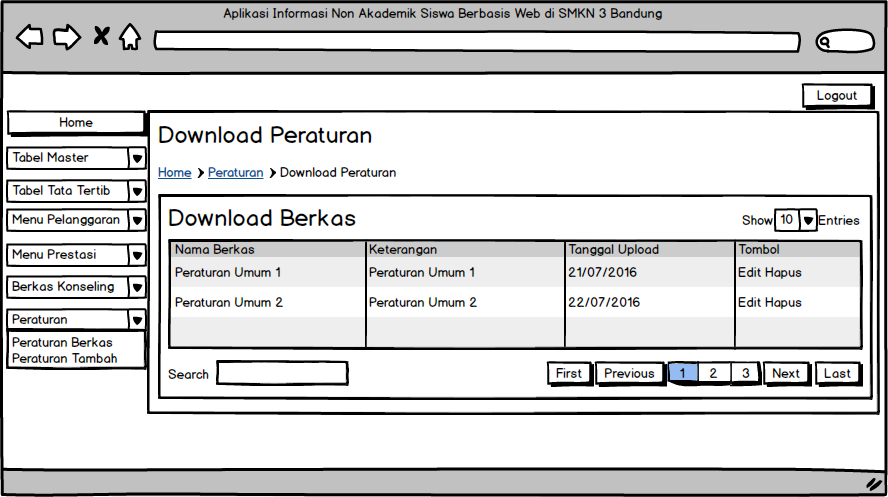 Aplikasi Informasi Non Akademik Siswa Berbasis Web di SMKN 3 Bandung
Logout
Home
Tabel Master
Tabel Tata Tertib
Menu Pelanggaran
Menu Prestasi
Berkas Konseling
Peraturan
Peraturan Berkas
Peraturan Tambah
Download Peraturan
Home Peraturan Download Peraturan
Download Berkas
Show 10 Entries
Nama Berkas Keterangan Tanggal Upload Tombol
Peraturan Umum 1 Peraturan Umum 1 21/07/2016 Edit Hapus
Peraturan Umum 2 Peraturan Umum 2 22/07/2016 Edit Hapus
Search First Previous 1 2 3 Next Last